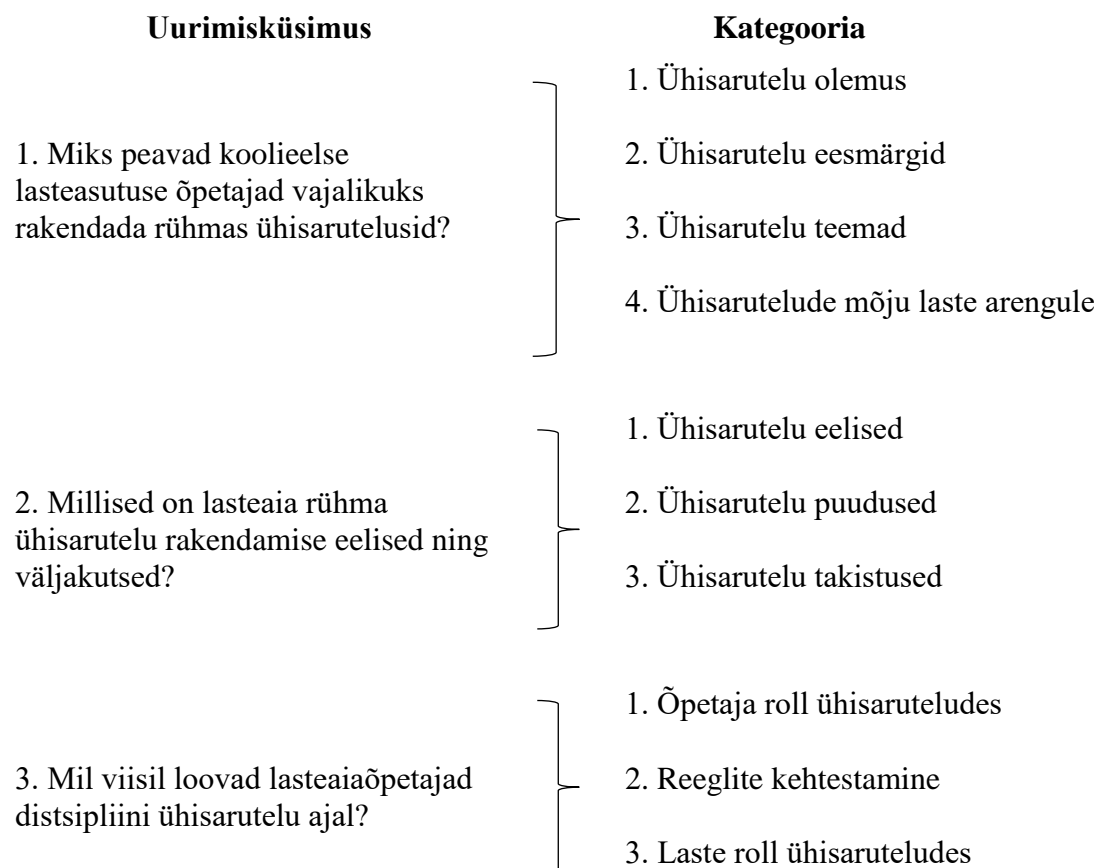 Uurimisküsimus
Kategooria
1. Miks peavad koolieelse
lasteasutuse õpetajad vajalikuks
rakendada rühmas ühisarutelusid?
1. Ühisarutelu olemus
2. Ühisarutelu eesmärgid
3. Ühisarutelu teemad
4. Ühisarutelude mõju laste arengule
2. Millised on lasteaia rühma
ühisarutelu rakendamise eelised ning
väljakutsed?
1. Ühisarutelu eelised
2. Ühisarutelu puudused
3. Ühisarutelu takistused
3. Mil viisil loovad lasteaiaõpetajad
distsipliini ühisarutelu ajal?
1. Õpetaja roll ühisaruteludes
2. Reeglite kehtestamine
3. Laste roll ühisaruteludes